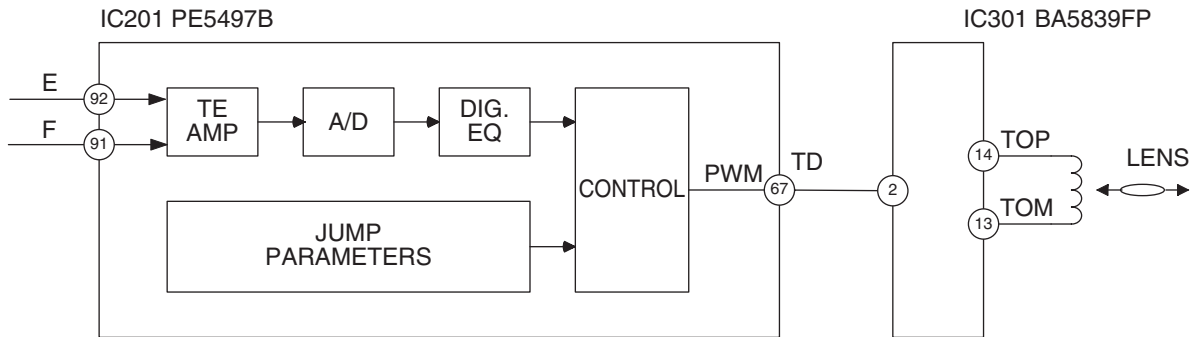 IC201 PE5497B
IC301 BA5839FP
E
92
F
91
TE
AMP
A/D
DIG.
EQ
CONTROL
JUMP
PARAMETERS
PWM
67
TD
2
14
TOP
13
TOM
LENS